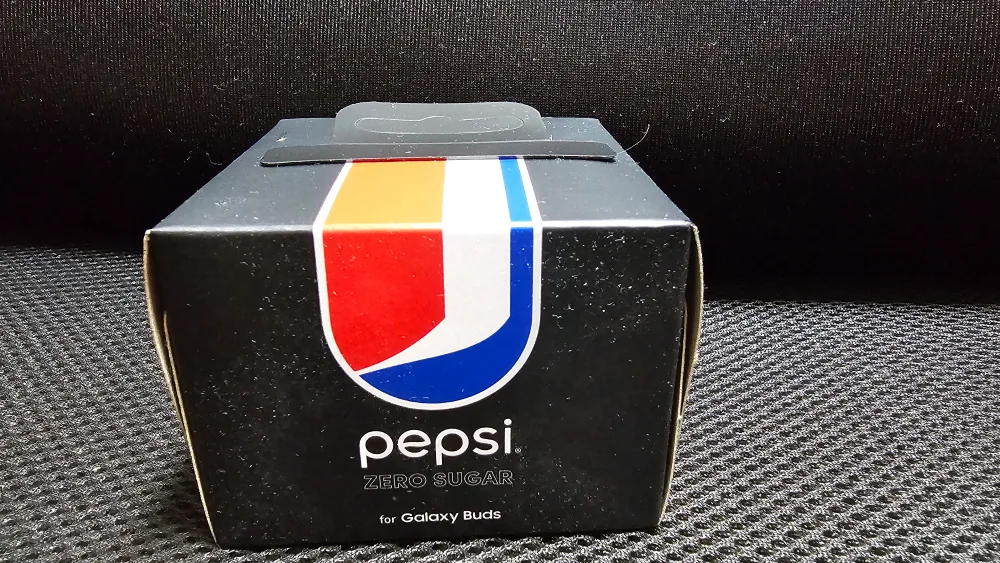 pepsi®
ZERO SUGAR
for Galaxy Buds